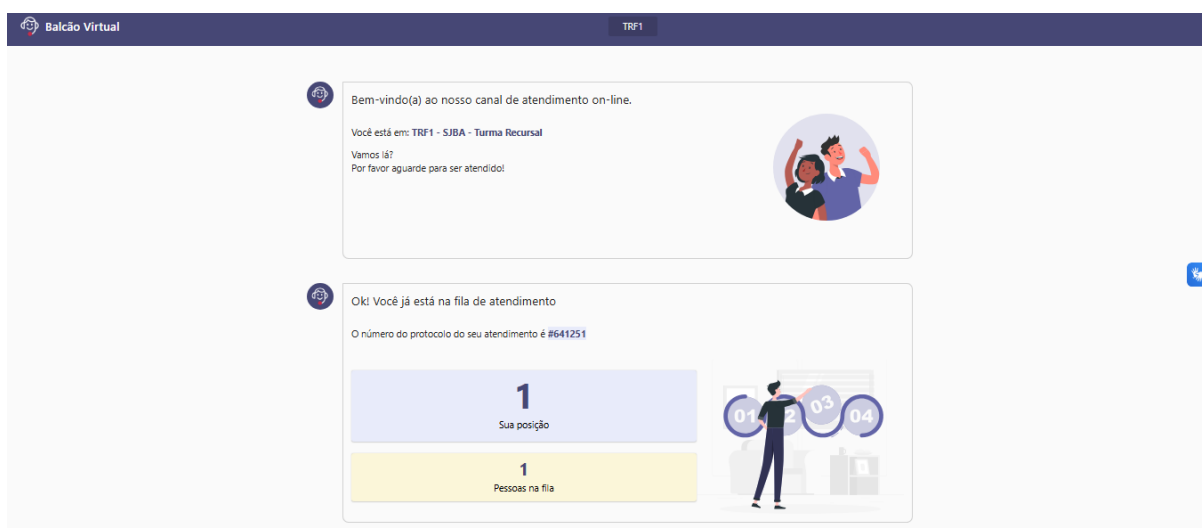 Balcão Virtual
TRF1
Bem-vindo(a) ao nosso canal de atendimento on-line.
Você está em: TRF1 - SJBA - Turma Recursal
Vamos lá?
Por favor aguarde para ser atendido!
Ok! Você já está na fila de atendimento
O número do protocolo do seu atendimento é #641251
1
Sua posição
1
Pessoas na fila
01 2 03 04